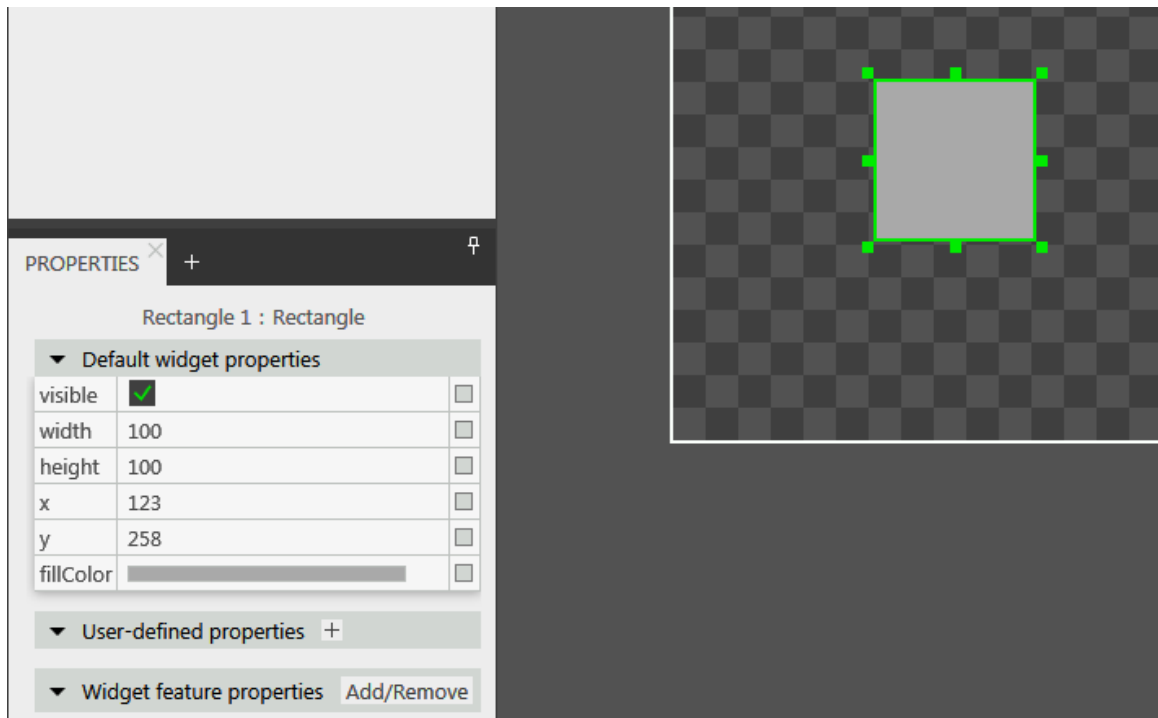 PROPERTIES +
Rectangle 1 : Rectangle
Default widget properties
visible
width 100
height 100
x 123
y 258
fillColor
User-defined properties +
Widget feature properties Add/Remove